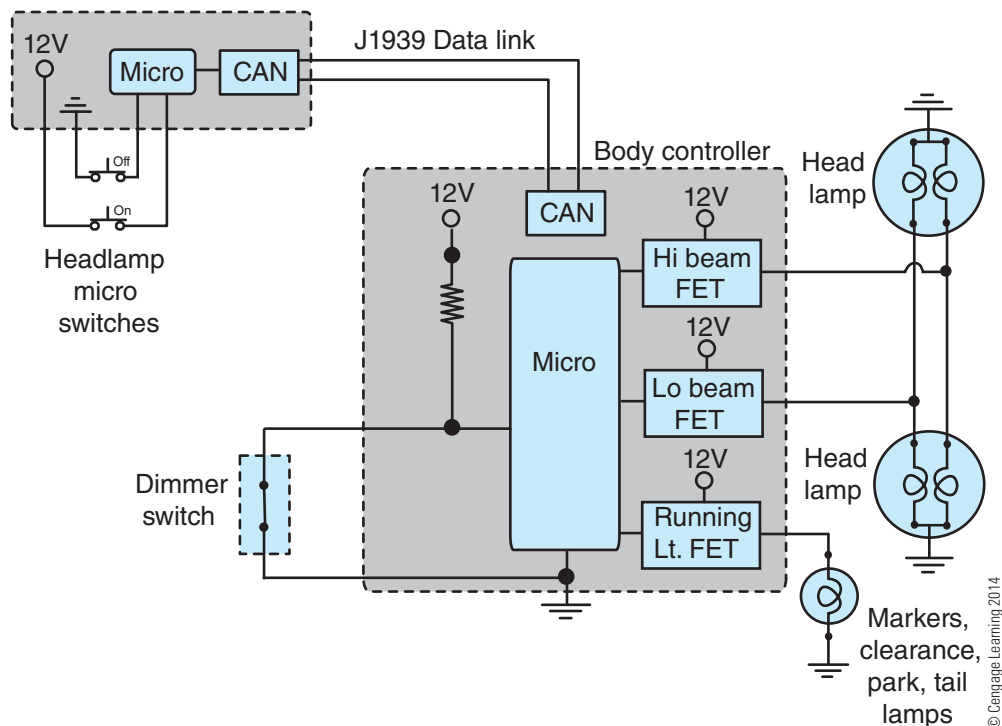 J1939 Data link
12V
Micro
CAN
Off
On
Headlamp
micro
switches
Body controller
12V
CAN
12V
Hi beam
FET
Head
lamp
Micro
12V
Lo beam
FET
Dimmer
switch
12V
Running
Lt. FET
Head
lamp
Markers,
clearance,
park, tail
lamps
© Cengage Learning 2014